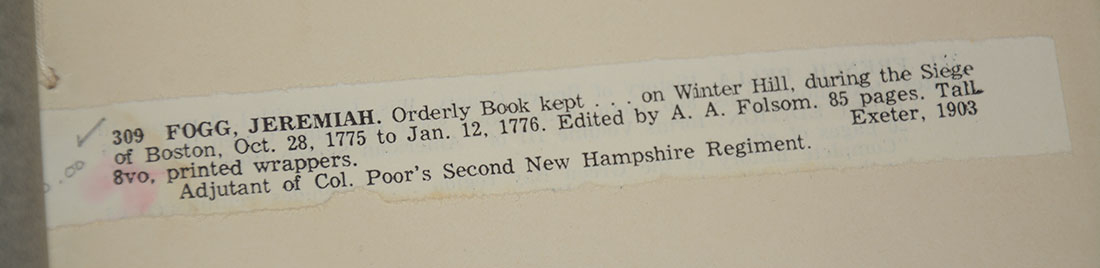 309 FOGG, JEREMIAH. Orderly Book kept . . . on Winter Hill, during the Siege
of Boston, Oct. 28, 1775 to Jan. 12, 1776. Edited by A. A. Folsom. 85 pages. Tall
8vo, printed wrappers. Exeter, 1903
Adjutant of Col. Poor's Second New Hampshire Regiment.